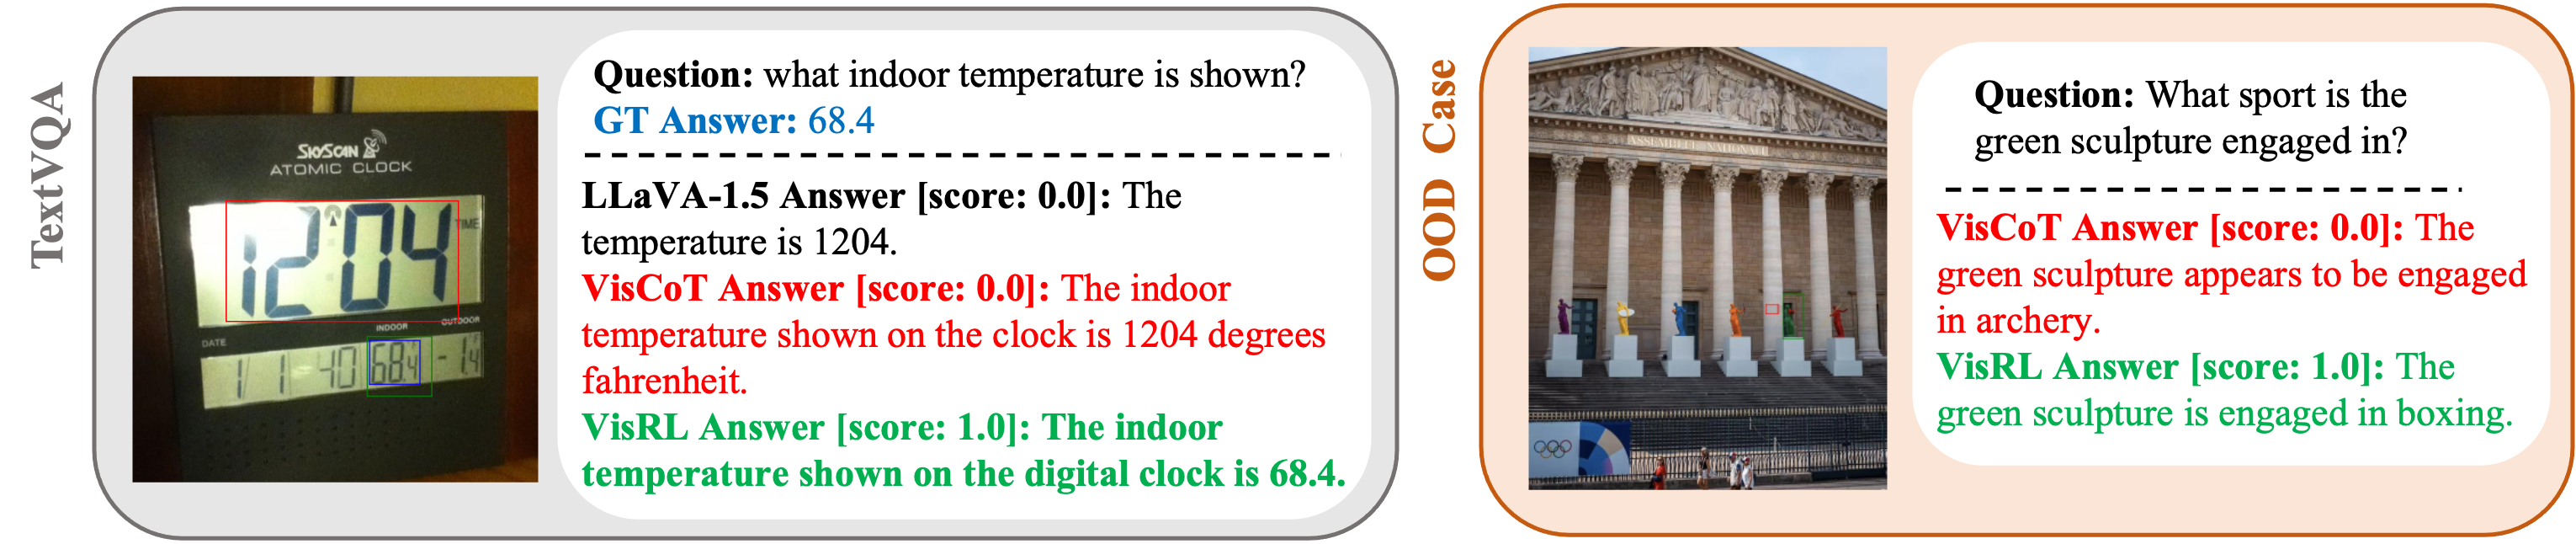 TextVQA
SKYSCAN
ATOMIC CLOCK
1204
TIME
INDOOR
OUTDOOR
DATE
1 1 40 68.4 -1.4
Question: what indoor temperature is shown?
GT Answer: 68.4
LLaVA-1.5 Answer [score: 0.0]: The
temperature is 1204.
VisCoT Answer [score: 0.0]: The indoor
temperature shown on the clock is 1204 degrees
fahrenheit.
VisRL Answer [score: 1.0]: The indoor
temperature shown on the digital clock is 68.4.
OOD Case
ASSEMBLEE NATIONALE
Question: What sport is the
green sculpture engaged in?
VisCoT Answer [score: 0.0]: The
green sculpture appears to be engaged
in archery.
VisRL Answer [score: 1.0]: The
green sculpture is engaged in boxing.